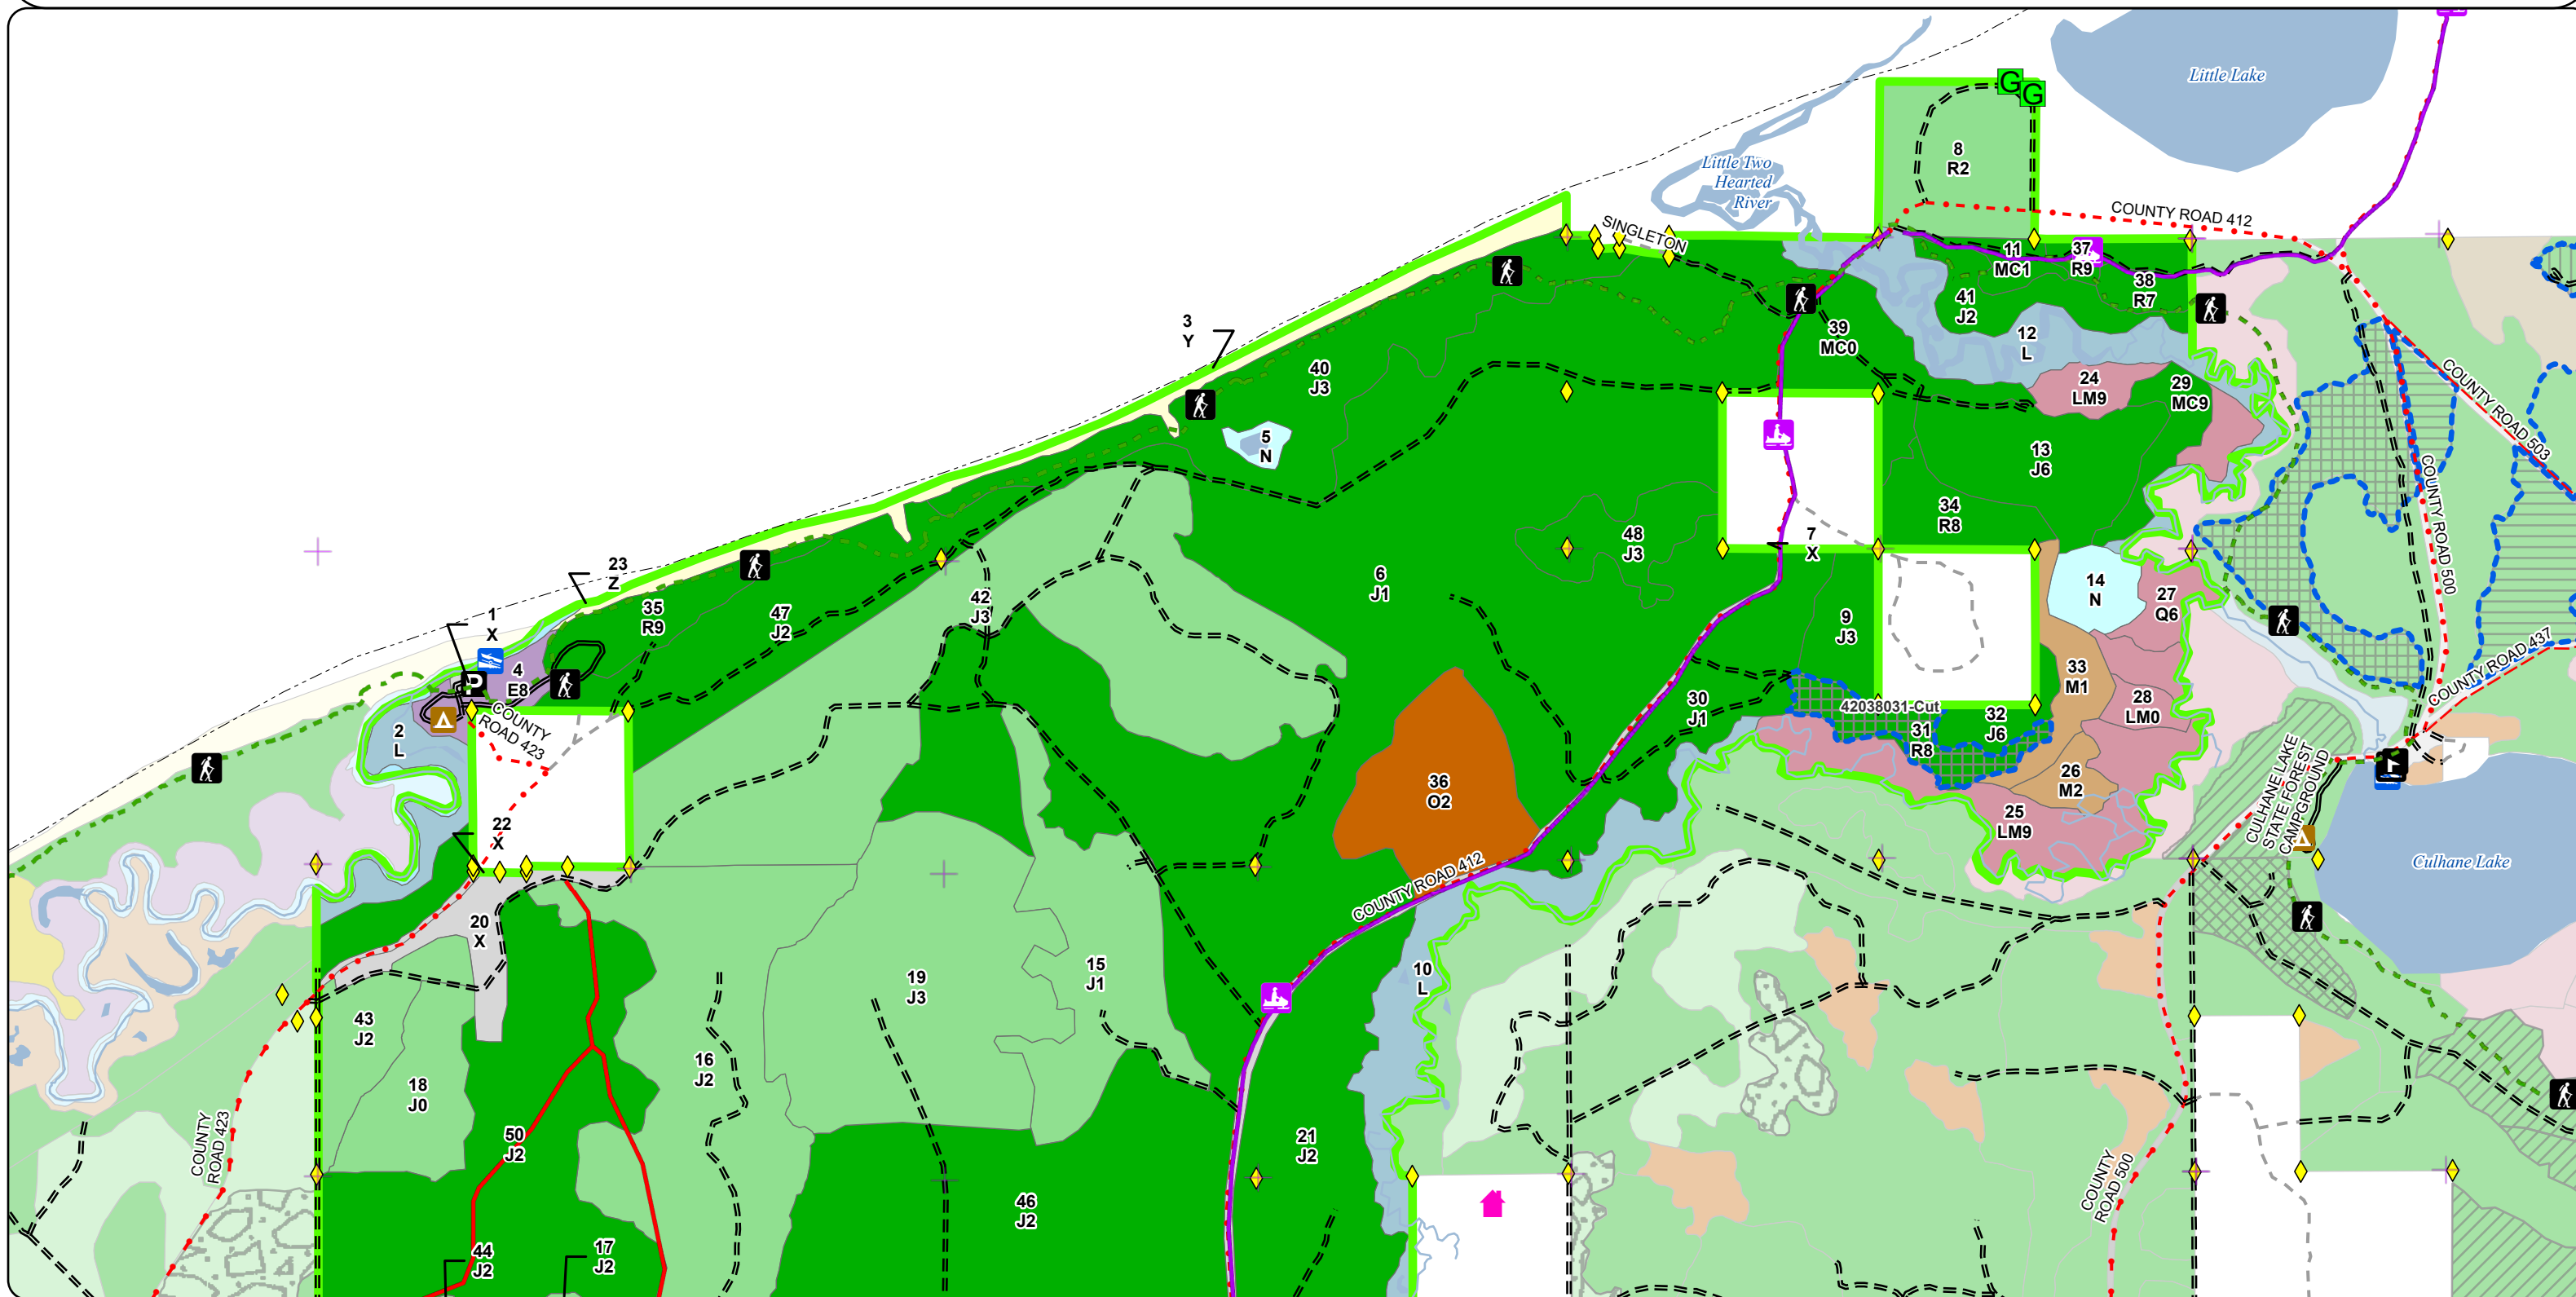 Little Lake
G
G
8
R2
Little Two
Hearted
River
COUNTY ROAD 412
SINGLETON
11
MC1
37
R9
38
R7
41
J2
12
L
39
MC0
3
Y
40
J3
24
LM9
29
MC9
COUNTY ROAD 503
5
N
13
J6
COUNTY ROAD 500
34
R8
48
J3
7
X
23
Z
6
J1
14
N
27
Q6
42
J3
35
R9
47
J2
1
X
9
J3
4
E8
P
COUNTY
ROAD 423
33
M1
COUNTY ROAD 437
28
LM0
30
J1
42038031-Cut
32
J6
31
R8
2
L
26
M2
36
O2
25
LM9
CULHANE LAKE
STATE FOREST
CAMPGROUND
22
X
Culhane Lake
COUNTY ROAD 412
20
X
10
L
15
J1
19
J3
43
J2
16
J2
18
J0
50
J2
21
J2
COUNTY
ROAD 423
COUNTY
ROAD 500
46
J2
44
J2
17
J2